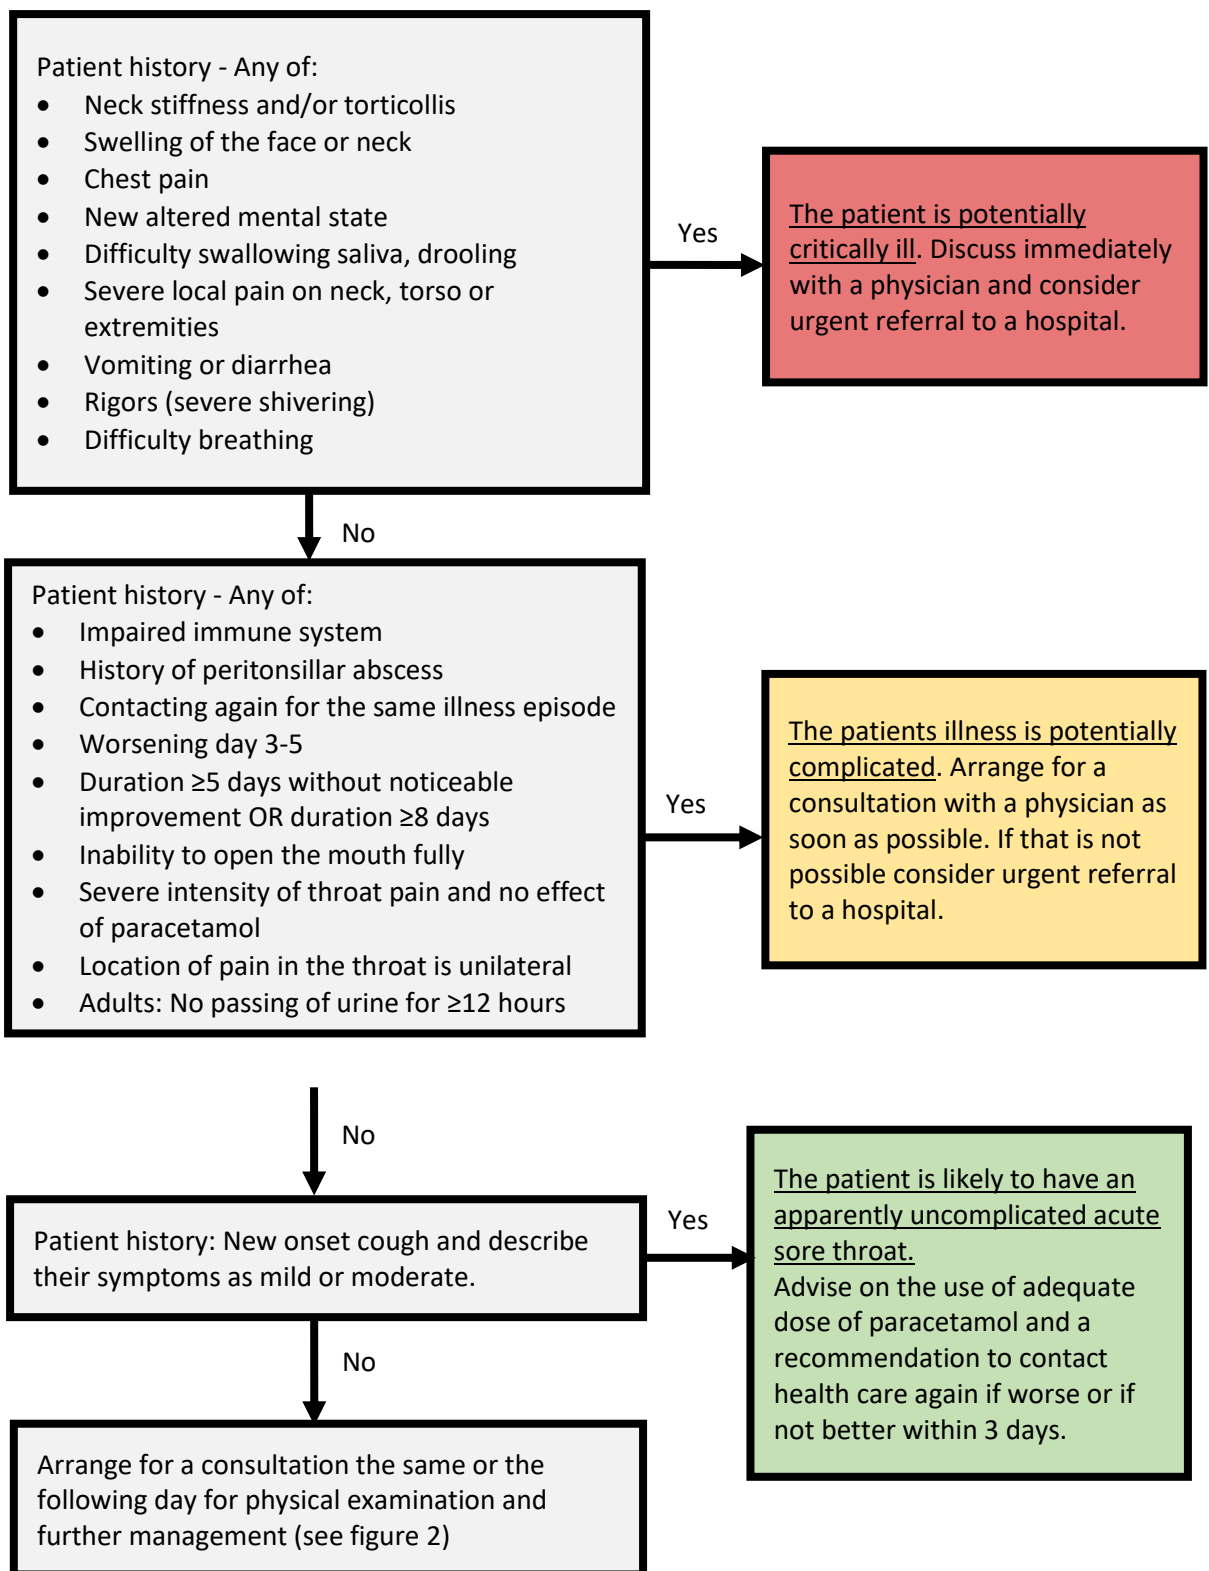 Patient history - Any of:
• Neck stiffness and/or torticollis
• Swelling of the face or neck
• Chest pain
• New altered mental state
• Difficulty swallowing saliva, drooling
• Severe local pain on neck, torso or
extremities
• Vomiting or diarrhea
• Rigors (severe shivering)
• Difficulty breathing
Yes
The patient is potentially
critically ill. Discuss immediately
with a physician and consider
urgent referral to a hospital.
No
Patient history - Any of:
• Impaired immune system
• History of peritonsillar abscess
• Contacting again for the same illness episode
• Worsening day 3-5
• Duration ≥5 days without noticeable
improvement OR duration ≥8 days
• Inability to open the mouth fully
• Severe intensity of throat pain and no effect
of paracetamol
• Location of pain in the throat is unilateral
• Adults: No passing of urine for ≥12 hours
Yes
The patients illness is potentially
complicated. Arrange for a
consultation with a physician as
soon as possible. If that is not
possible consider urgent referral
to a hospital.
No
Patient history: New onset cough and describe
their symptoms as mild or moderate.
Yes
The patient is likely to have an
apparently uncomplicated acute
sore throat.
Advise on the use of adequate
dose of paracetamol and a
recommendation to contact
health care again if worse or if
not better within 3 days.
No
Arrange for a consultation the same or the
following day for physical examination and
further management (see figure 2)